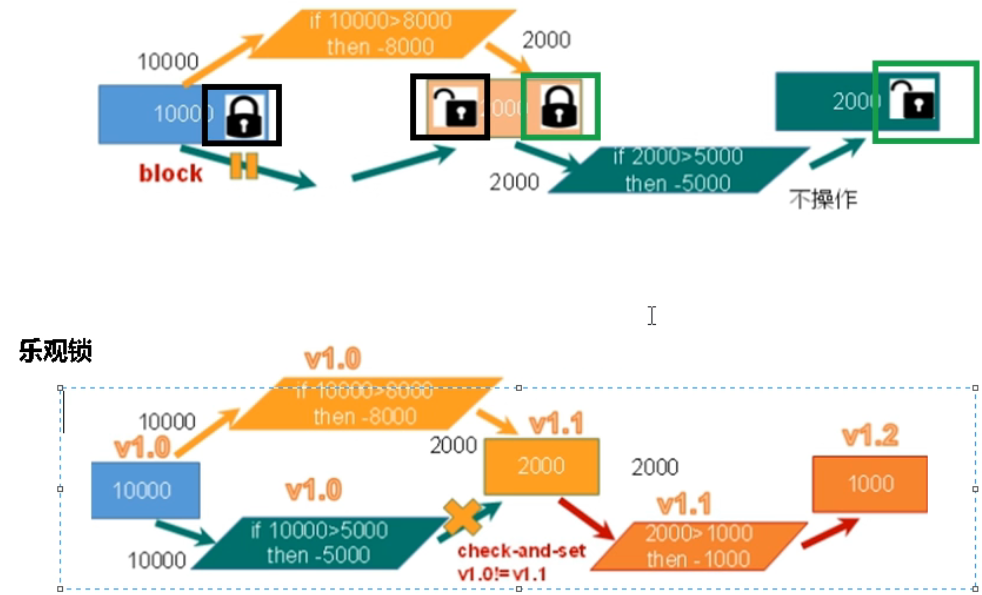 if 10000>8000
then -8000
2000
10000
10000
2000
2000
block
if 2000>5000
then -5000
2000
不操作
乐观锁
v1.0
if 10000>8000
then -8000
10000
v1.0
2000
v1.1
2000
2000
v1.2
1000
10000
v1.0
v1.1
if 10000>5000
then -5000
10000
check-and-set
v1.0!=v1.1
2000>1000
then -1000